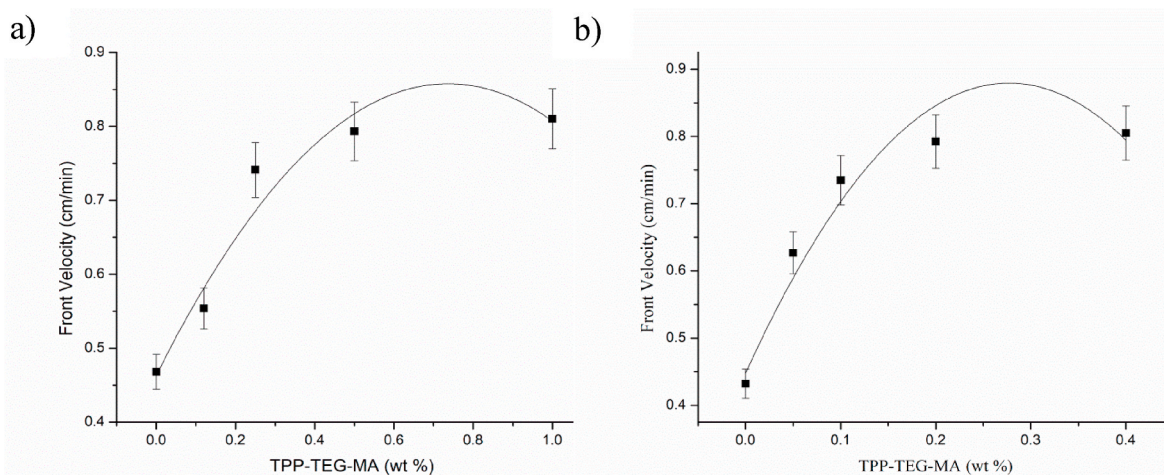 a)
0.9
0.8
0.7
0.6
0.5
0.4
Front Velocity (cm/min)
0.0 0.2 0.4 0.6 0.8 1.0
TPP-TEG-MA (wt %)
b)
0.9
0.8
0.7
0.6
0.5
0.4
Front Velocity (cm/min)
0.0 0.1 0.2 0.3 0.4
TPP-TEG-MA (wt %)